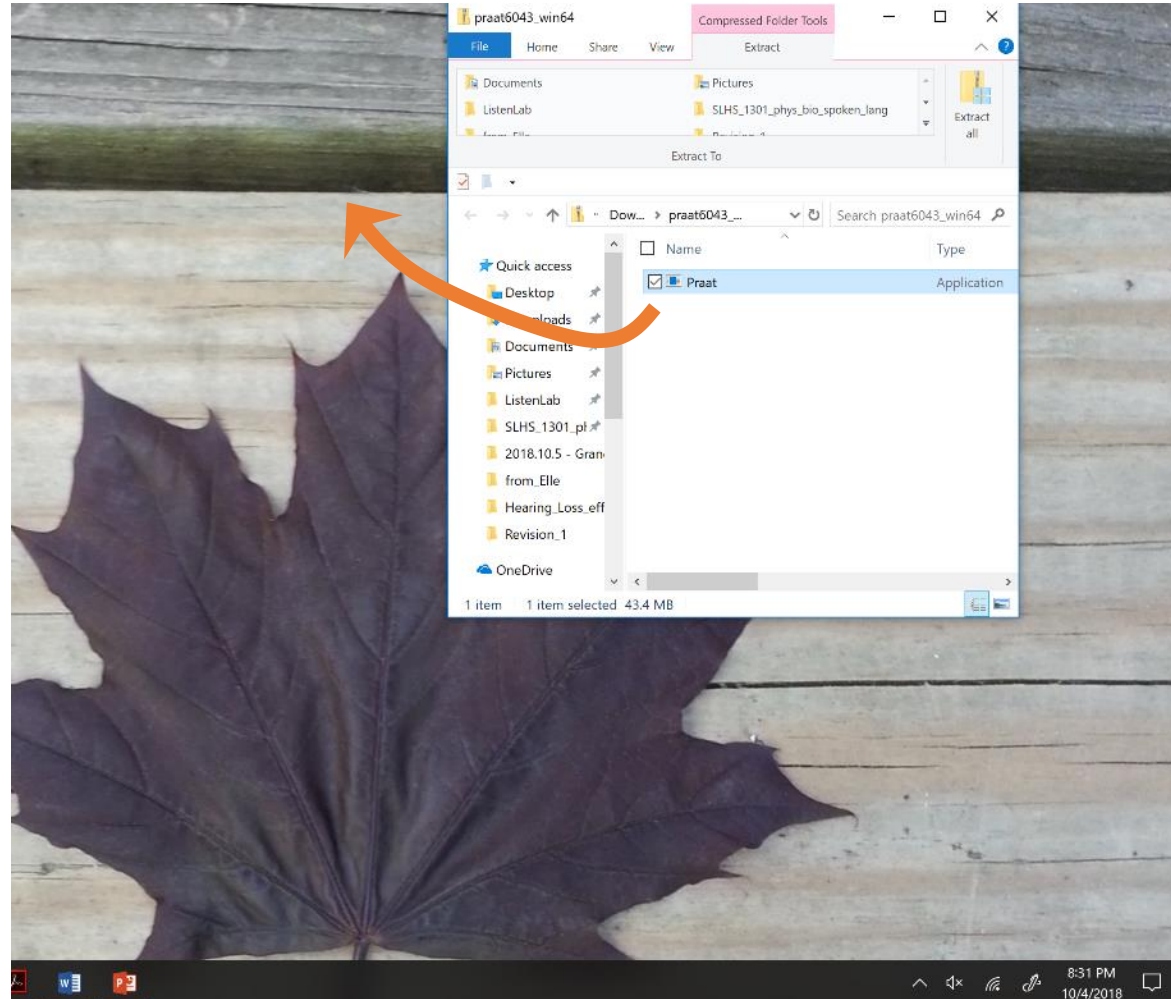 praat6043_win64
Compressed Folder Tools
File Home Share View Extract
Documents Pictures
ListenLab SLHS_1301_phys_bio_spoken_lang
Extract all
Extract To
Dow... praat6043_... Search praat6043_win64
Name Type
Quick access
Praat Application
Desktop
Documents
Pictures
ListenLab
SLHS_1301_pl
2018.10.5 - Gran
from_Elle
Hearing_Loss_eff
Revision_1
OneDrive
1 item 1 item selected 43.4 MB
8:31 PM
10/4/2018